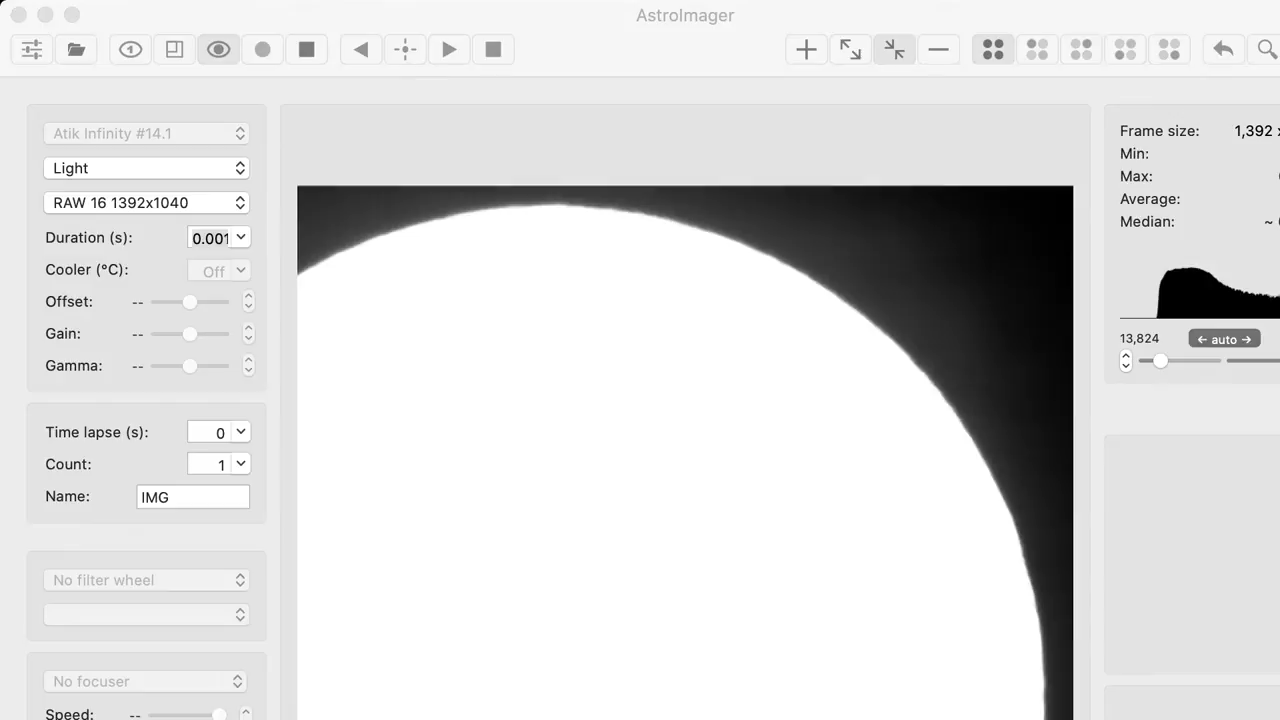 AstroImager
Atik Infinity #14.1
Light
RAW 16 1392x1040
Duration (s): 0.001
Cooler (°C): Off
Offset: --
Gain: --
Gamma: --
Time lapse (s): 0
Count: 1
Name: IMG
No filter wheel
No focuser
Speed: --
Frame size: 1,392
Min:
Max:
Average:
Median: ~
13,824 ← auto →